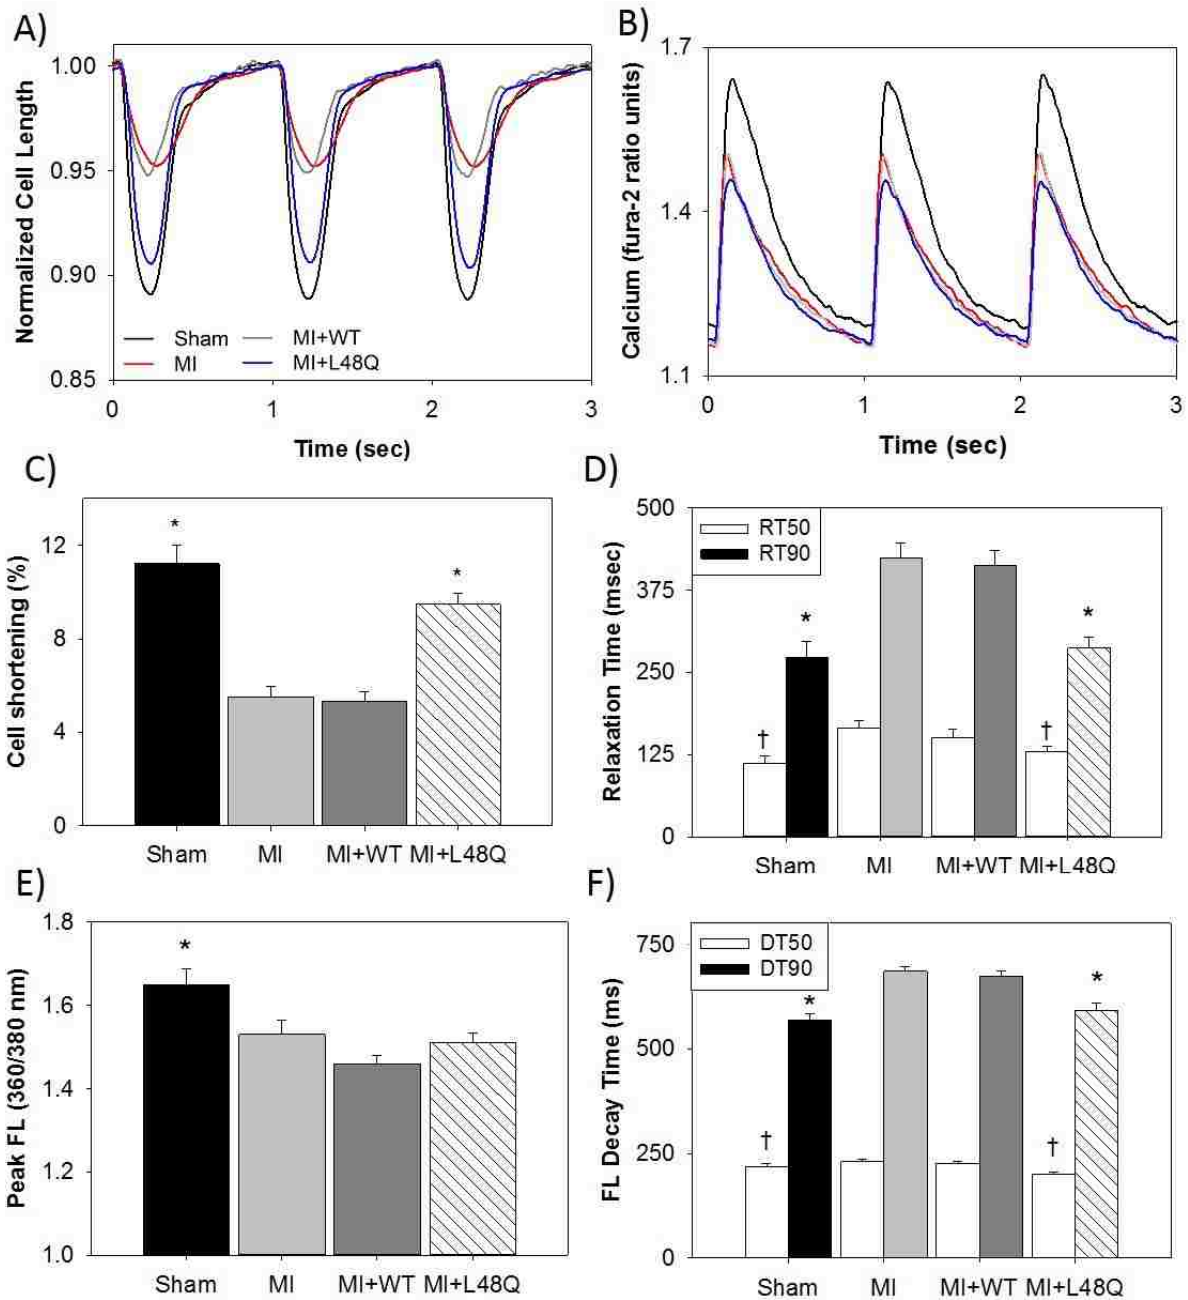 A)
Normalized Cell Length
1.00
0.95
0.90
0.85
Sham
MI+WT
MI
MI+L48Q
0 1 2 3
Time (sec)
B)
Calcium (fura-2 ratio units)
1.7
1.4
1.1
0 1 2 3
Time (sec)
C)
Cell shortening (%)
12
8
4
0
* *
Sham MI MI+WT MI+L48Q
D)
Relaxation Time (msec)
500
375
250
125
0
RT50
RT90
† * † *
Sham MI MI+WT MI+L48Q
E)
Peak FL (360/380 nm)
1.8
1.6
1.4
1.2
1.0
*
Sham MI MI+WT MI+L48Q
F)
FL Decay Time (ms)
750
500
250
0
DT50
DT90
† * † *
Sham MI MI+WT MI+L48Q